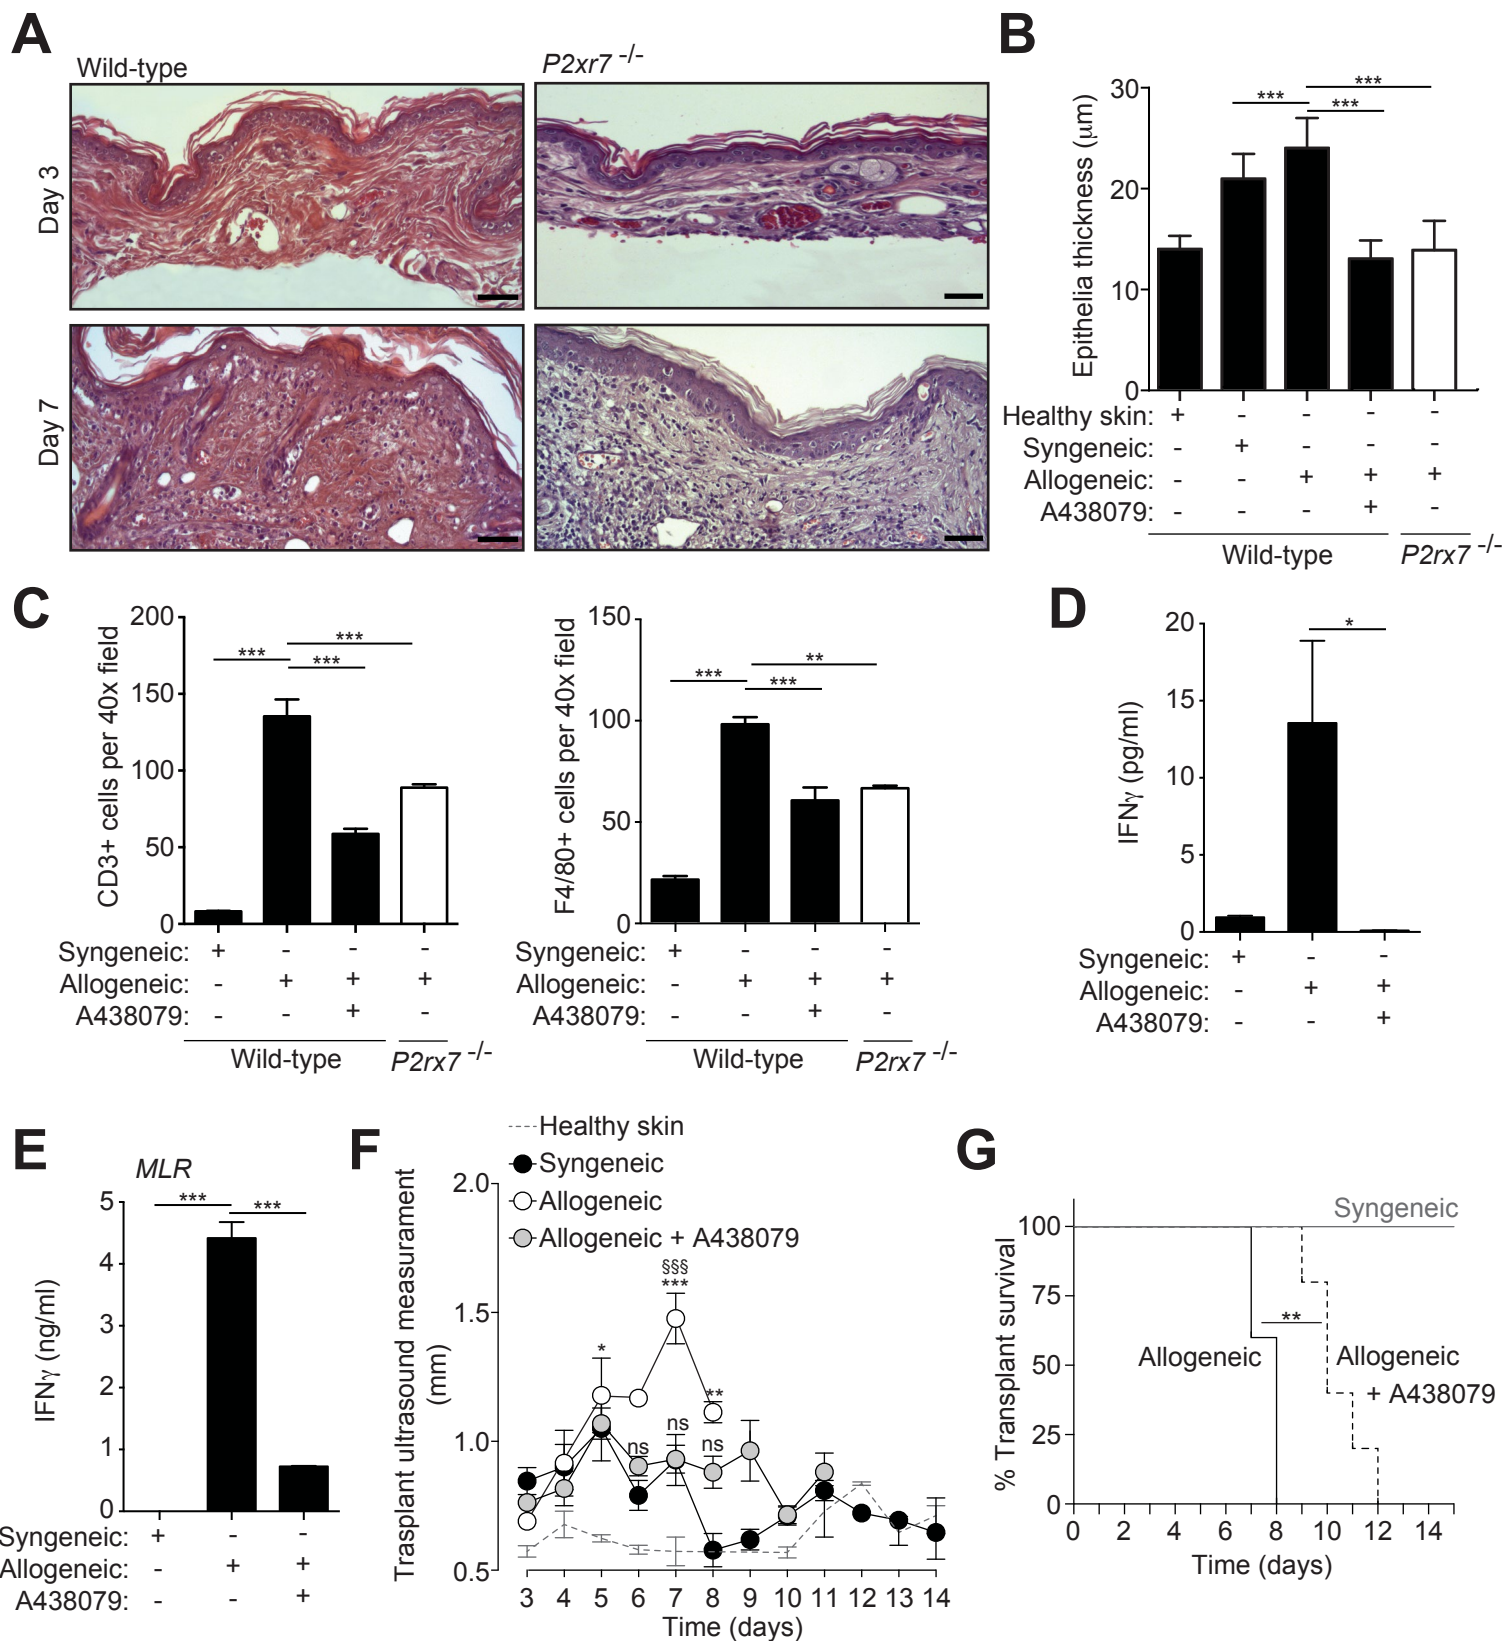 A
Wild-type
P2xr7 -/-
Day 3
Day 7
B
Epithelia thickness (μm)
30
20
10
0
***
***
***
Healthy skin: + - - - -
Syngeneic: - + - - -
Allogeneic: - - + + +
A438079: - - - + -
Wild-type
P2rx7 -/-
C
CD3+ cells per 40x field
200
150
100
50
0
***
***
***
Syngeneic: + - - -
Allogeneic: - + + +
A438079: - - + -
Wild-type
P2rx7 -/-
F4/80+ cells per 40x field
150
100
50
0
**
***
***
Syngeneic: + - - -
Allogeneic: - + + +
A438079: - - + -
Wild-type
P2rx7 -/-
D
IFNγ (pg/ml)
20
15
10
5
0
*
Syngeneic: + - -
Allogeneic: - + +
A438079: - - +
E
MLR
IFNγ (ng/ml)
5
4
3
2
1
0
***
***
Syngeneic: + - -
Allogeneic: - + +
A438079: - - +
F
Healthy skin
Syngeneic
Allogeneic
Allogeneic + A438079
Trasplant ultrasound measurament
(mm)
2.0
1.5
1.0
0.5
§§§
***
*
**
ns
ns
ns
3 4 5 6 7 8 9 10 11 12 13 14
Time (days)
G
% Transplant survival
100
75
50
25
0
Syngeneic
**
Allogeneic
Allogeneic
+ A438079
0 2 4 6 8 10 12 14
Time (days)